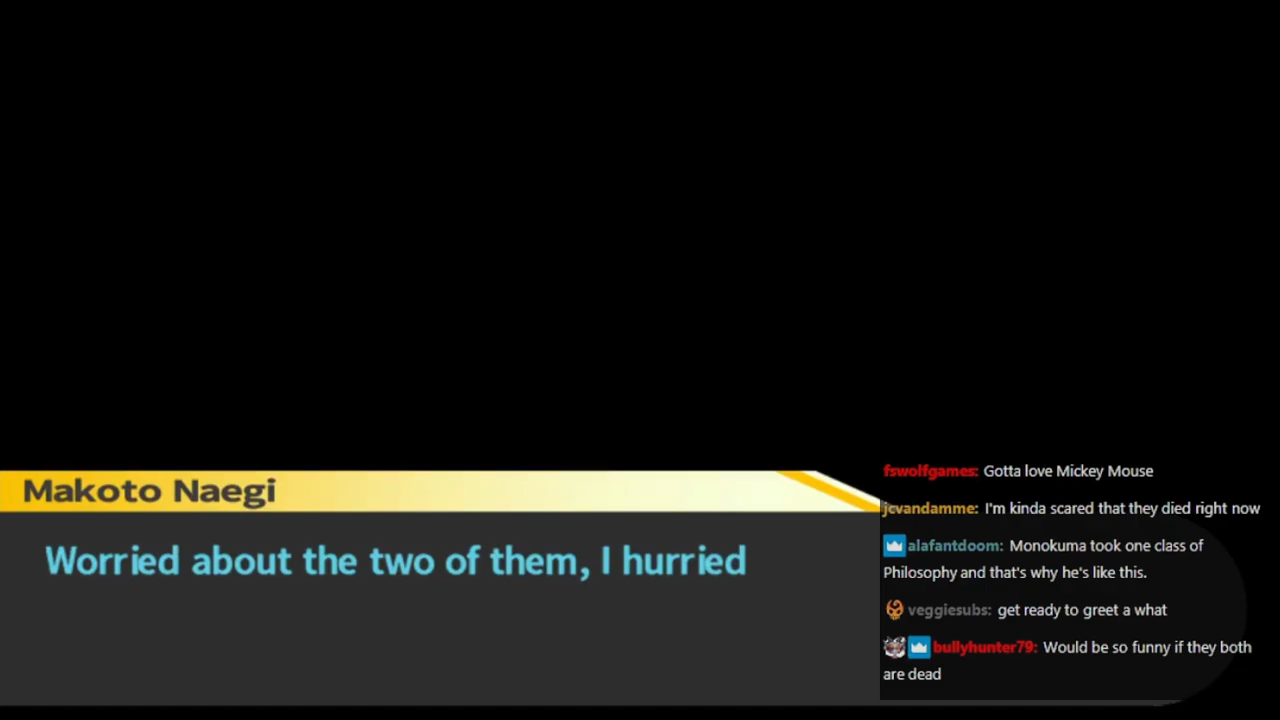 Makoto Naegi
Worried about the two of them, I hurried
fswolfgames: Gotta love Mickey Mouse
jcvandamme: I'm kinda scared that they died right now
alafantdoom: Monokuma took one class of
Philosophy and that's why he's like this.
veggiesubs: get ready to greet a what
bullyhunter79: Would be so funny if they both
are dead